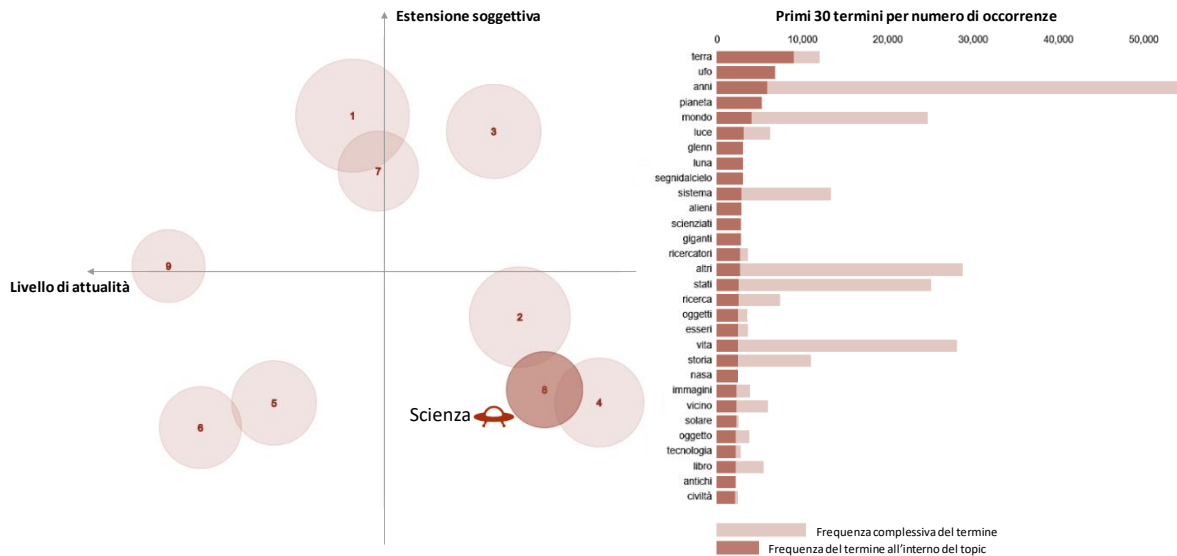 Estensione soggettiva
1
3
7
9
Livello di attualità
2
8
4
5
6
Scienza
Primi 30 termini per numero di occorrenze
0 10,000 20,000 30,000 40,000 50,000
terra
ufo
anni
pianeta
mondo
luce
glenn
luna
segnidalcielo
sistema
alieni
scienziati
giganti
ricercatori
altri
stati
ricerca
oggetti
esseri
vita
storia
nasa
immagini
vicino
solare
oggetto
tecnologia
libro
antichi
civiltà
Frequenza complessiva del termine
Frequenza del termine all'interno del topic